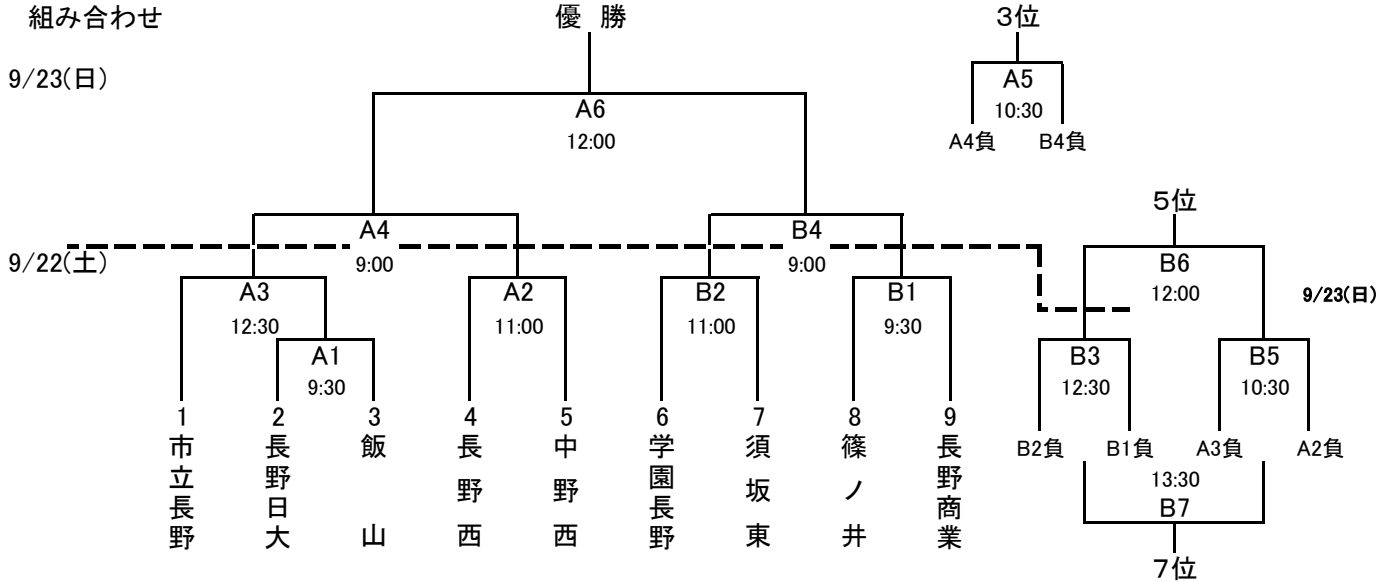 組み合わせ
優 勝
3位
9/23(日)
A6
12:00
A5
10:30
A4負
B4負
5位
A4
9:00
B4
9:00
9/22(土)
B6
12:00
9/23(日)
A3
12:30
A2
11:00
B2
11:00
B1
9:30
A1
9:30
B3
12:30
B5
10:30
B2負
B1負
A3負
A2負
13:30
B7
7位
1
市立長野
2
長野日大
3
飯山
4
長野西
5
中野西
6
学園長野
7
須坂東
8
篠ノ井
9
長野商業